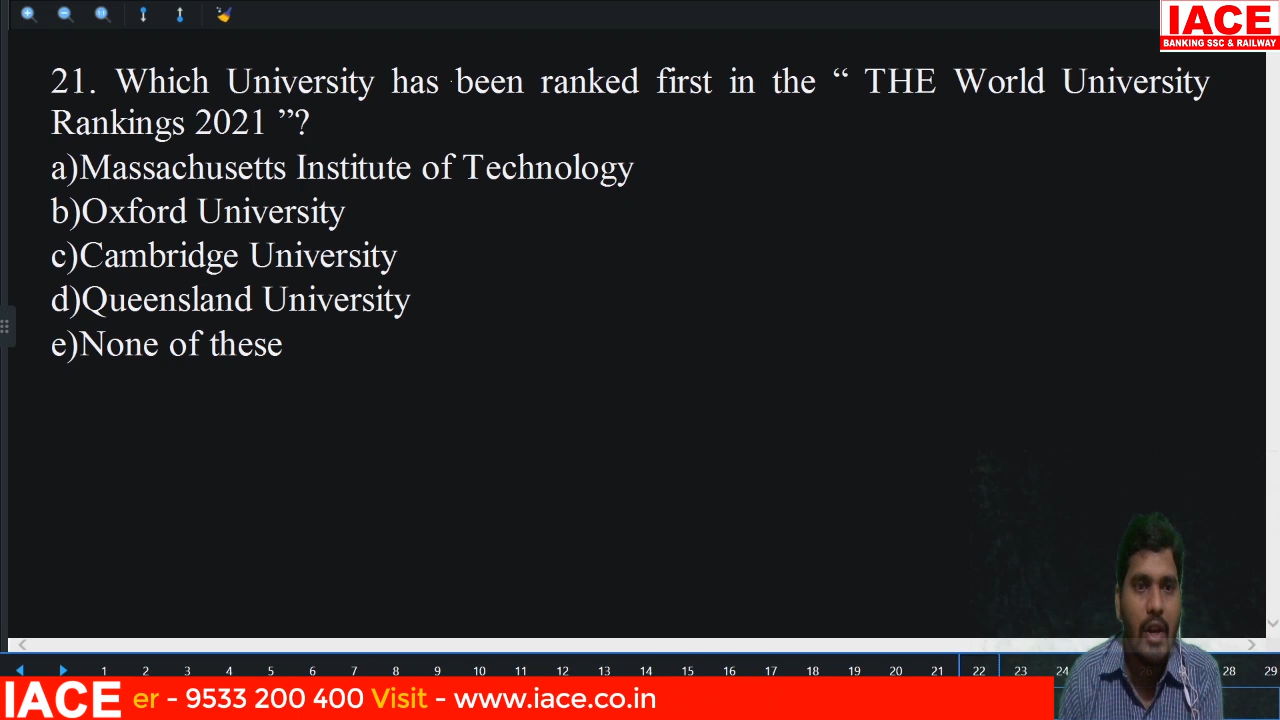 IACE
BANKING SSC & RAILWAY
21. Which University has been ranked first in the “ THE World University
Rankings 2021 ”?
a)Massachusetts Institute of Technology
b)Oxford University
c)Cambridge University
d)Queensland University
e)None of these
1 2 3 4 5 6 7 8 9 10 11 12 13 14 15 16 17 18 19 20 21 22 23 24 26 28 29
IACE er - 9533 200 400 Visit - www.iace.co.in